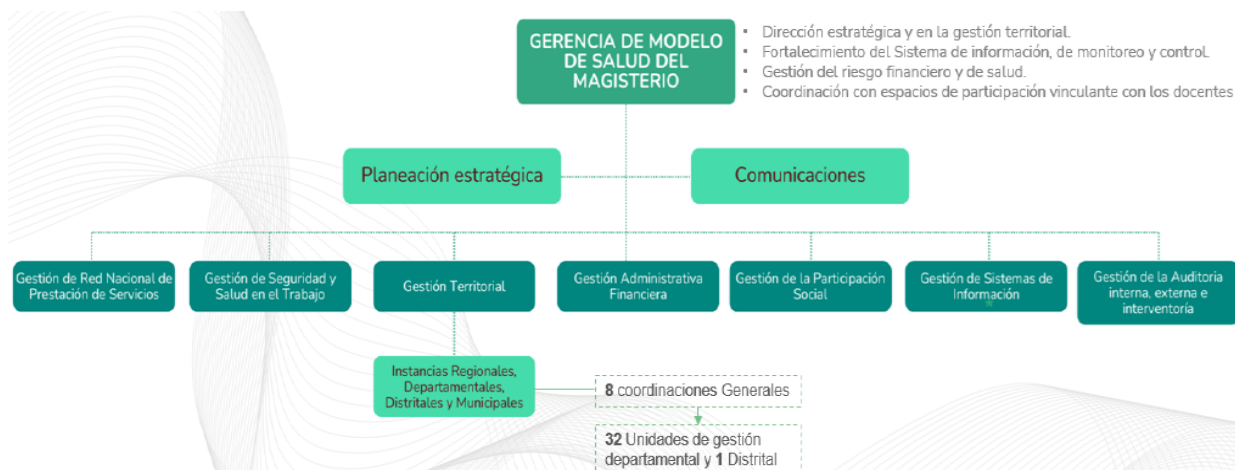 GERENCIA DE MODELO
DE SALUD DEL
MAGISTERIO
• Dirección estratégica y en la gestión territorial.
• Fortalecimiento del Sistema de información, de monitoreo y control.
• Gestión del riesgo financiero y de salud.
• Coordinación con espacios de participación vinculante con los docentes
Planeación estratégica
Comunicaciones
Gestión de Red Nacional de
Prestación de Servicios
Gestión de Seguridad y
Salud en el Trabajo
Gestión Territorial
Gestión Administrativa
Financiera
Gestión de la Participación
Social
Gestión de Sistemas de
Información
Gestión de la Auditoria
interna, externa e
interventoría
Instancias Regionales,
Departamentales,
Distritales y Municipales
8 coordinaciones Generales
32 Unidades de gestión
departamental y 1 Distrital